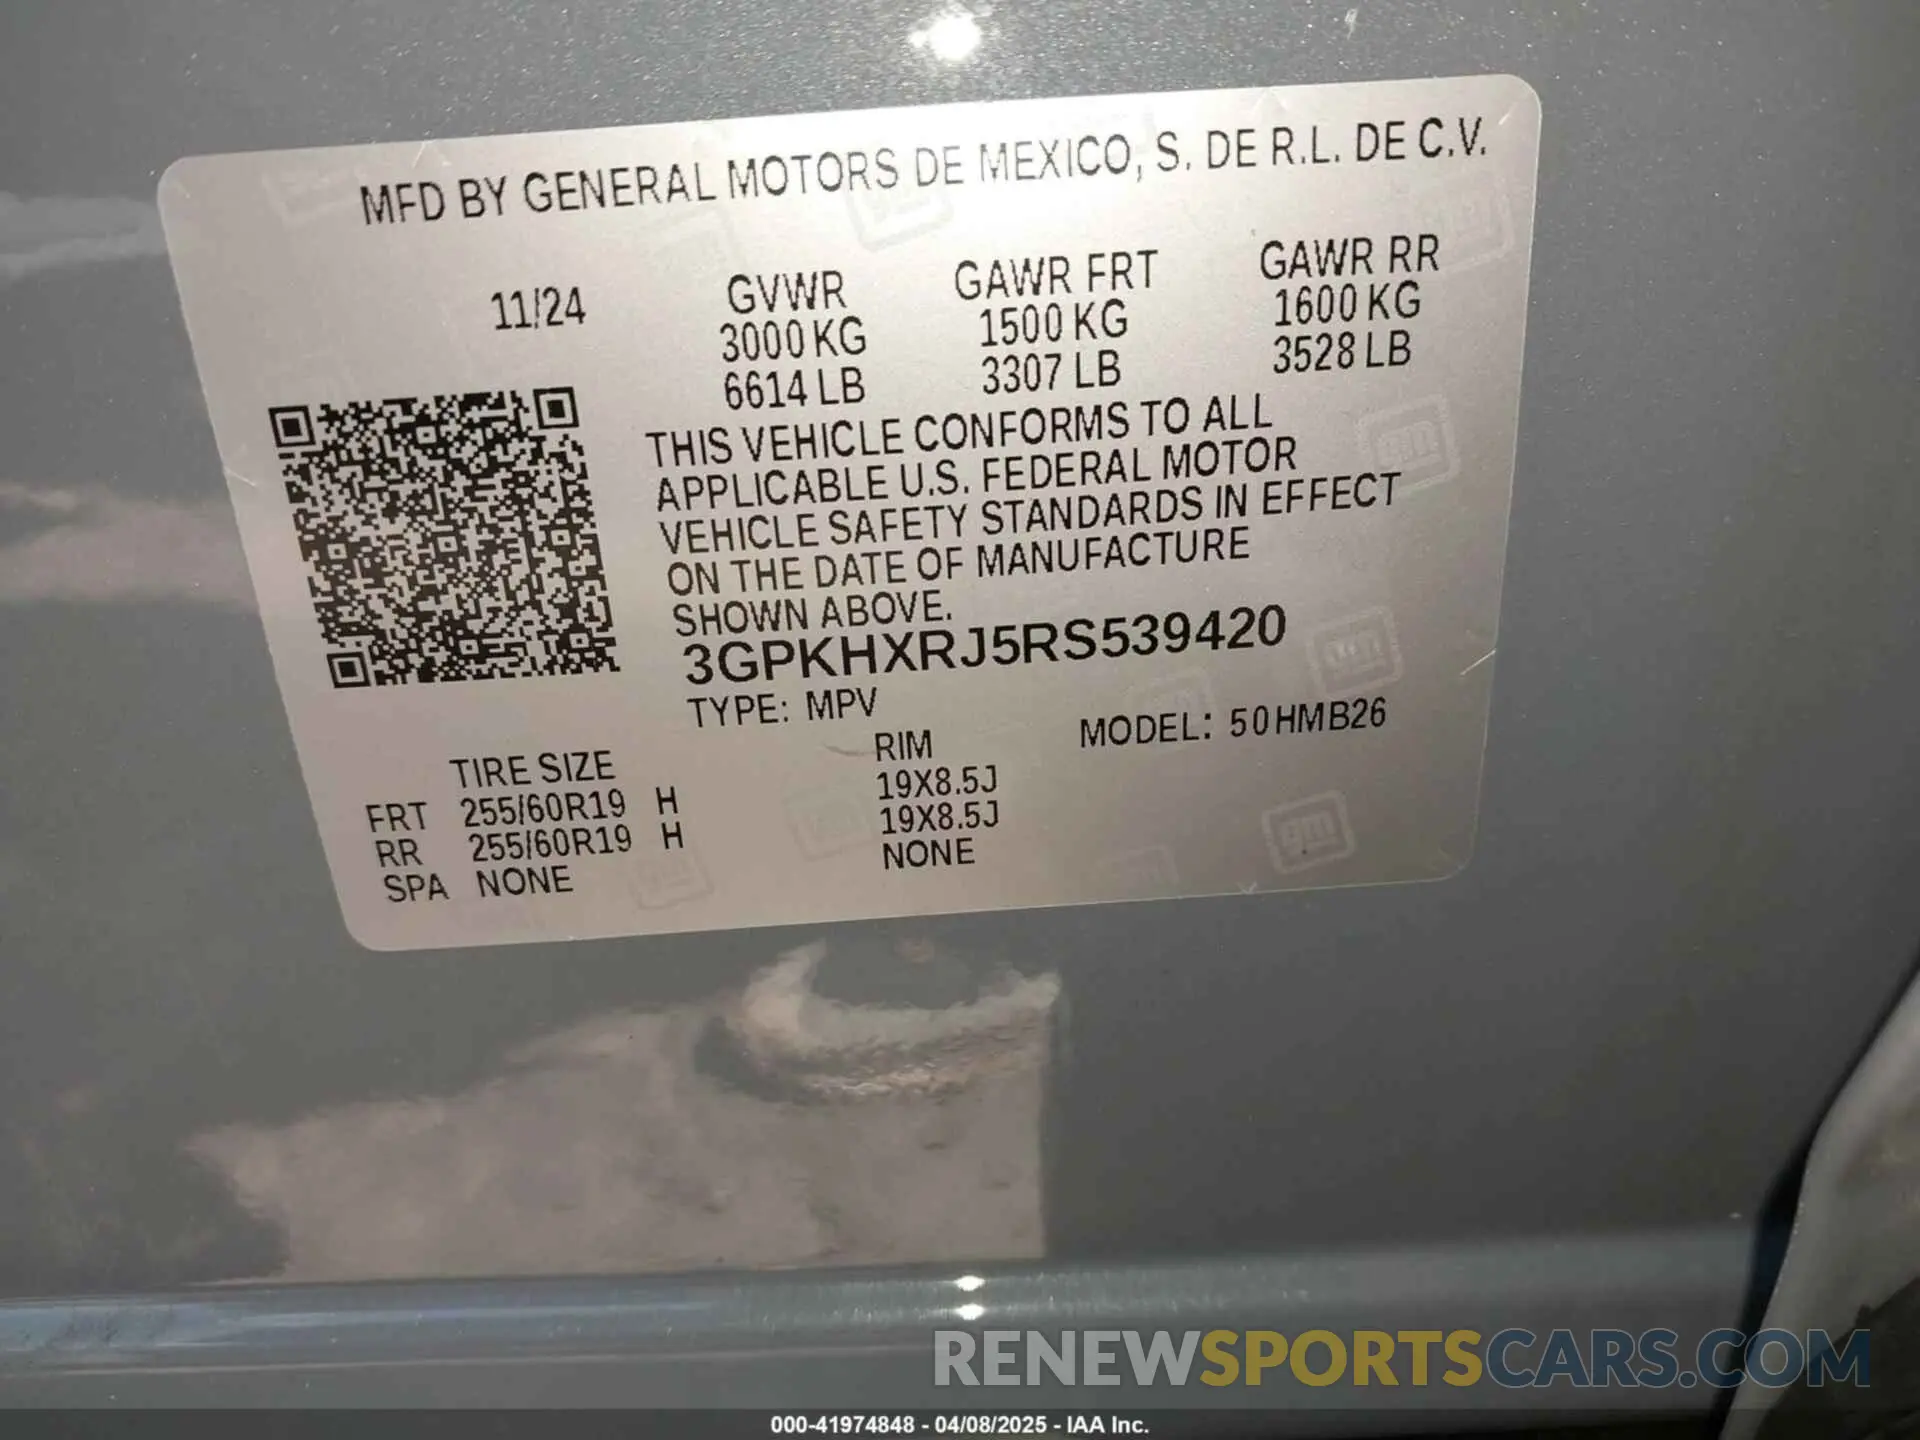 MFD BY GENERAL MOTORS DE MEXICO, S. DE R.L. DE C.V.
11/24
GVWR GAWR FRT GAWR RR
3000 KG 1500 KG 1600 KG
6614 LB 3307 LB 3528 LB
THIS VEHICLE CONFORMS TO ALL
APPLICABLE U.S. FEDERAL MOTOR
VEHICLE SAFETY STANDARDS IN EFFECT
ON THE DATE OF MANUFACTURE
SHOWN ABOVE.
3GPKHXRJ5RS539420
TYPE: MPV MODEL: 50HMB26
TIRE SIZE RIM
FRT 255/60R19 H 19X8.5J
RR 255/60R19 H 19X8.5J
SPA NONE NONE
gm
gm
gm
RENEWSPORTSCARS.COM
000-41974848 - 04/08/2025 - IAA Inc.